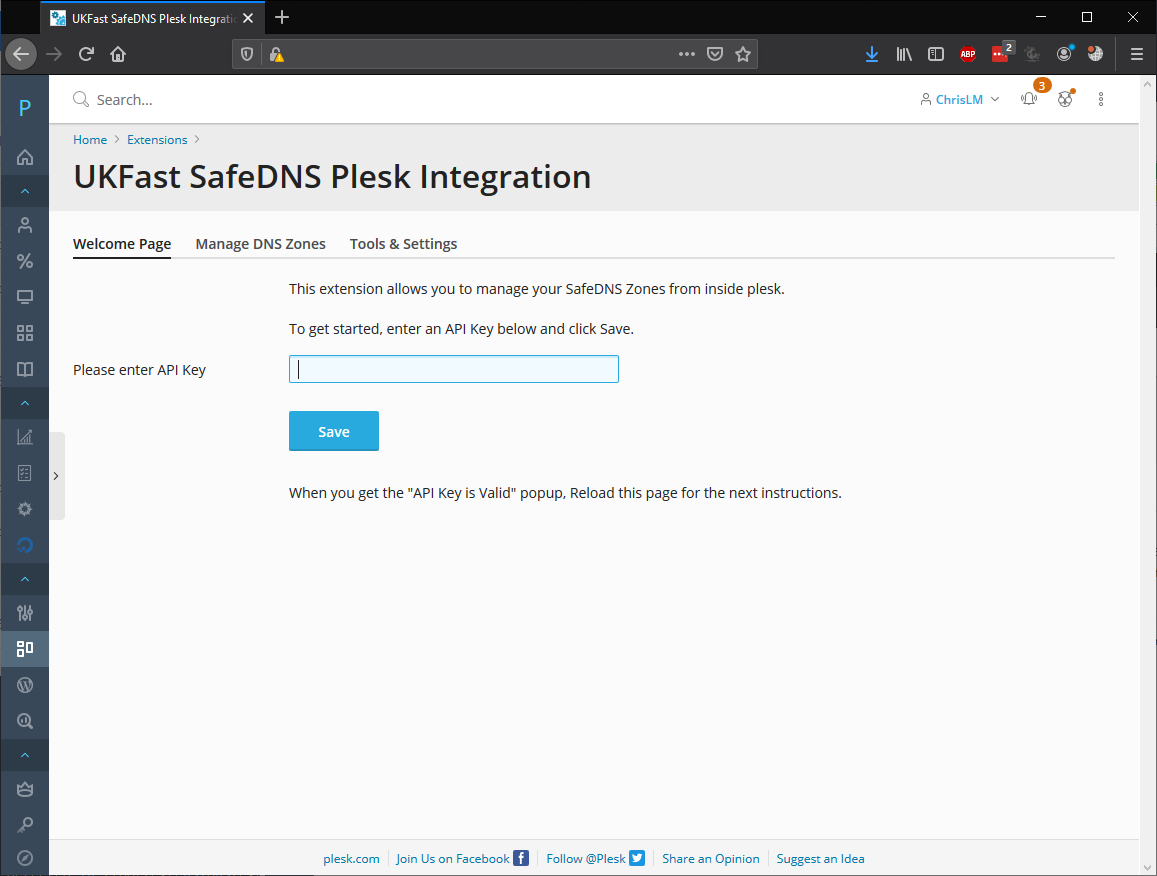 UKFast SafeDNS Plesk Integratio
ABP
2
P
Search...
ChrisLM
3
Home > Extensions >
UKFast SafeDNS Plesk Integration
Welcome Page Manage DNS Zones Tools & Settings
This extension allows you to manage your SafeDNS Zones from inside plesk.
To get started, enter an API Key below and click Save.
Please enter API Key
Save
When you get the "API Key is Valid" popup, Reload this page for the next instructions.
plesk.com Join Us on Facebook Follow @Plesk Share an Opinion Suggest an Idea